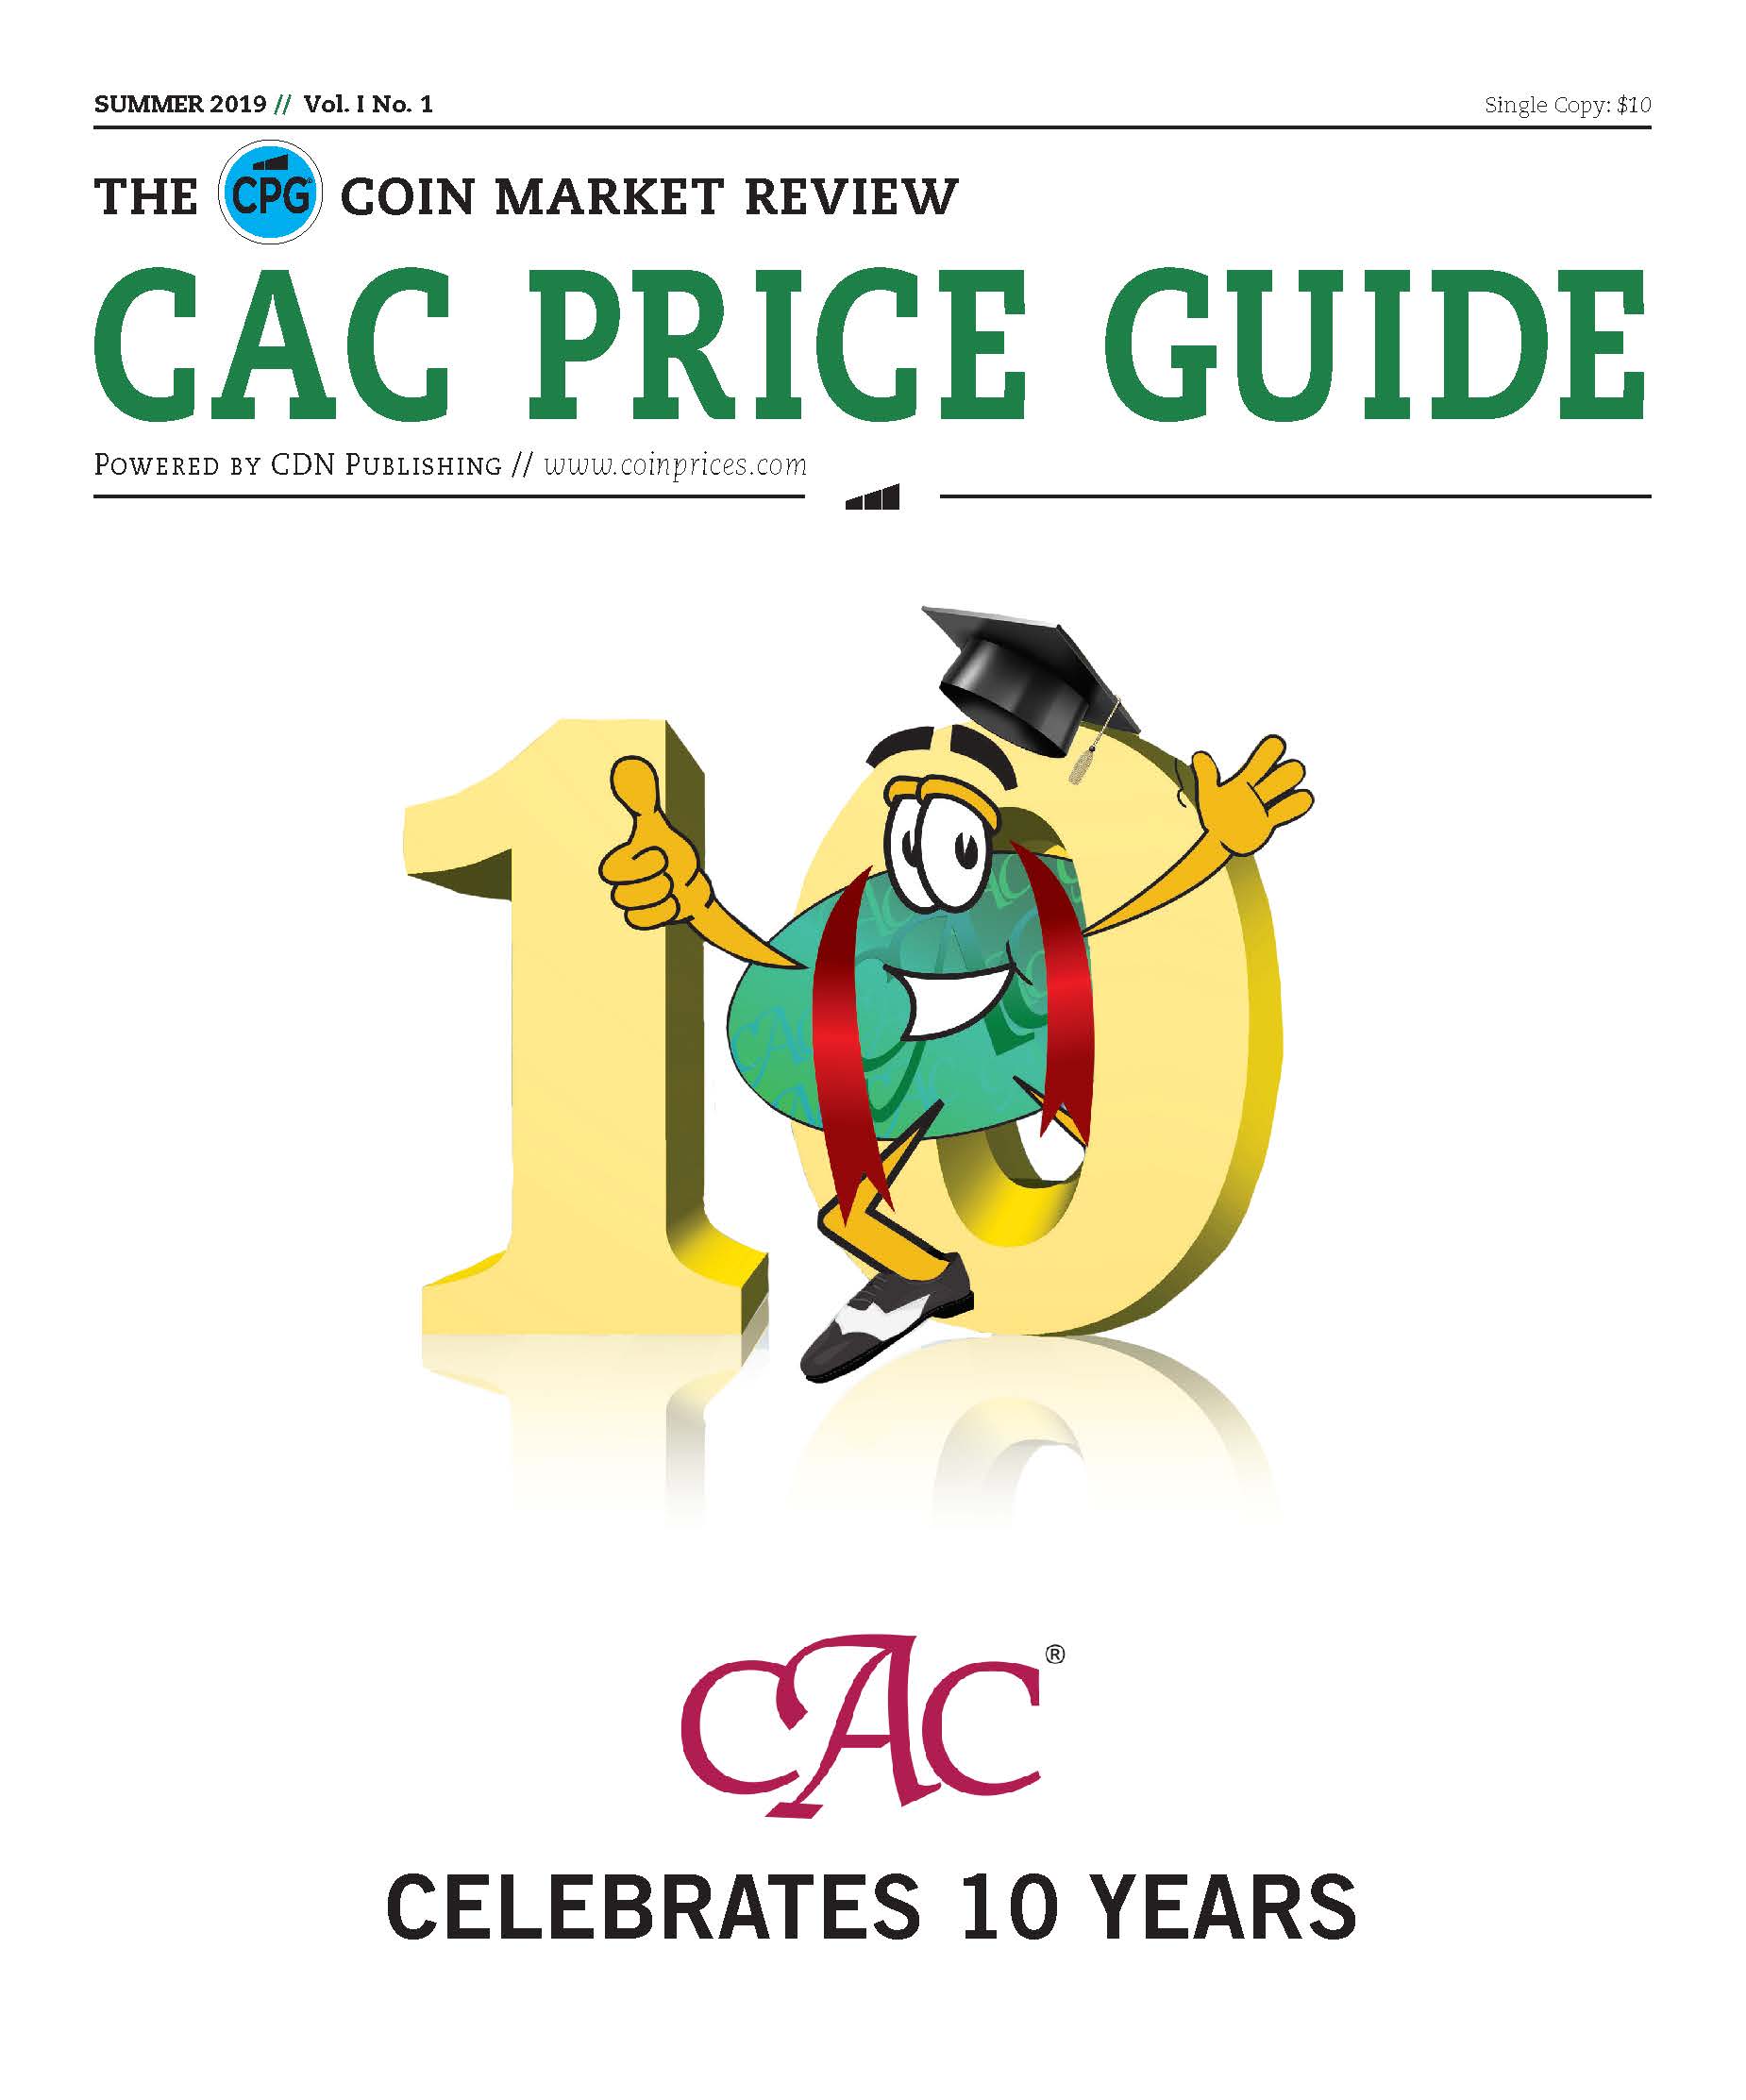 SUMMER 2019 // Vol. I No. 1
Single Copy: $10
THE CPG COIN MARKET REVIEW
CAC PRICE GUIDE
POWERED BY CDN PUBLISHING // www.coinprices.com
10
CAC®
CELEBRATES 10 YEARS